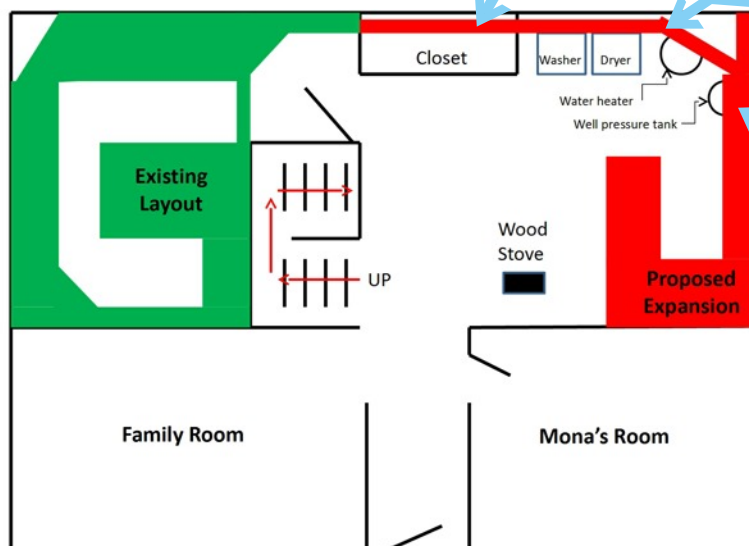 Closet
Washer
Dryer
Water heater
Well pressure tank
Existing
Layout
Wood
Stove
UP
Proposed
Expansion
Family Room
Mona's Room